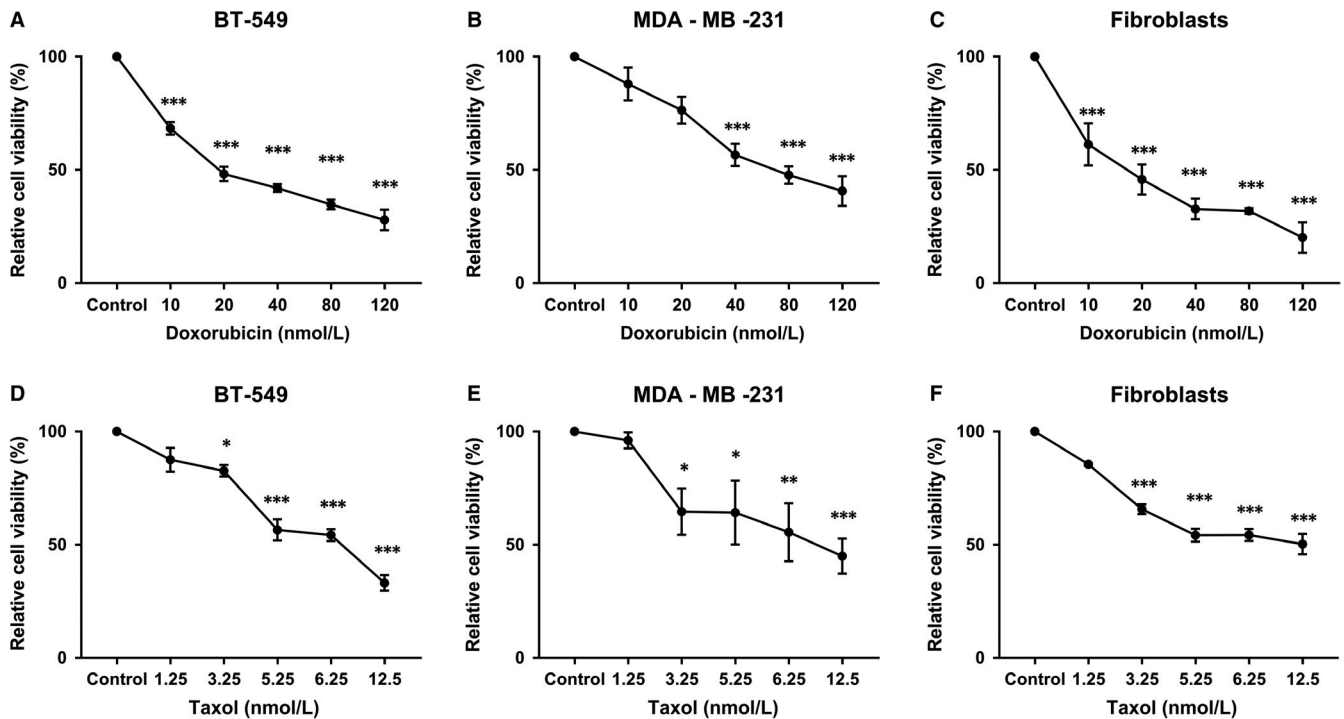 A
BT-549
Relative cell viability (%)
100
50
0
***
***
***
***
***
Control 10 20 40 80 120
Doxorubicin (nmol/L)
B
MDA - MB -231
Relative cell viability (%)
100
50
0
***
***
***
Control 10 20 40 80 120
Doxorubicin (nmol/L)
C
Fibroblasts
Relative cell viability (%)
100
50
0
***
***
***
***
***
Control 10 20 40 80 120
Doxorubicin (nmol/L)
D
BT-549
Relative cell viability (%)
100
50
0
*
***
***
***
Control 1.25 3.25 5.25 6.25 12.5
Taxol (nmol/L)
E
MDA - MB -231
Relative cell viability (%)
100
50
0
*
*
**
***
Control 1.25 3.25 5.25 6.25 12.5
Taxol (nmol/L)
F
Fibroblasts
Relative cell viability (%)
100
50
0
***
***
***
***
Control 1.25 3.25 5.25 6.25 12.5
Taxol (nmol/L)